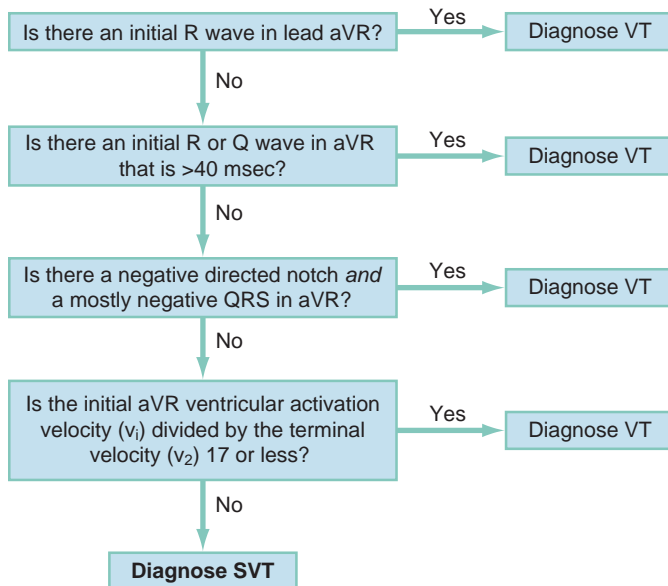 Is there an initial R wave in lead aVR?
Yes
Diagnose VT
No
Is there an initial R or Q wave in aVR
that is >40 msec?
Yes
Diagnose VT
No
Is there a negative directed notch and
a mostly negative QRS in aVR?
Yes
Diagnose VT
No
Is the initial aVR ventricular activation
velocity (vi) divided by the terminal
velocity (v2) 17 or less?
Yes
Diagnose VT
No
Diagnose SVT